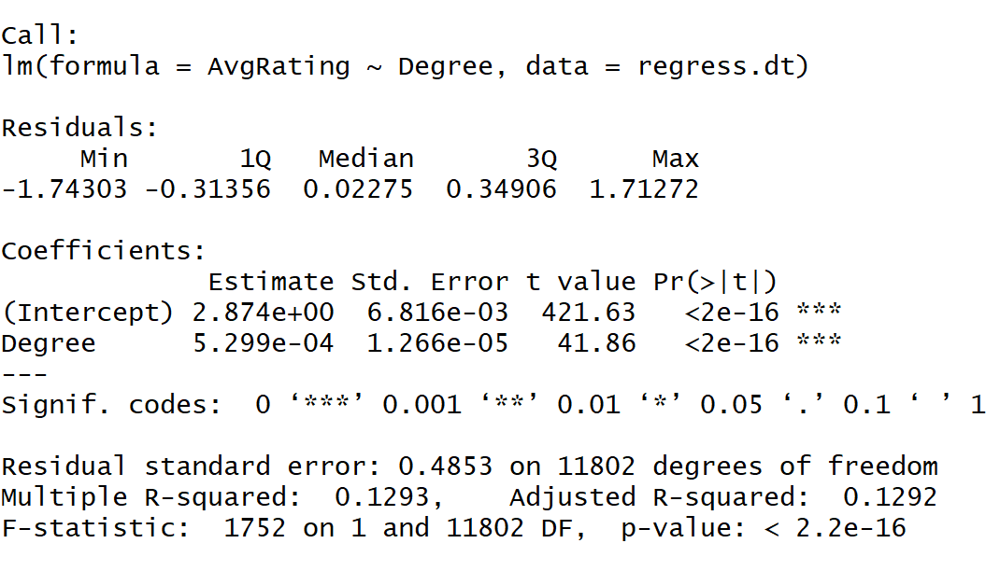 Call:
lm(formula = AvgRating ~ Degree, data = regress.dt)
Residuals:
Min 1Q Median 3Q Max
-1.74303 -0.31356 0.02275 0.34906 1.71272
Coefficients:
Estimate Std. Error t value Pr(>|t|)
(Intercept) 2.874e+00 6.816e-03 421.63 <2e-16 ***
Degree 5.299e-04 1.266e-05 41.86 <2e-16 ***
---
Signif. codes: 0 ‘***’ 0.001 ‘**’ 0.01 ‘*’ 0.05 ‘.’ 0.1 ‘ ’ 1
Residual standard error: 0.4853 on 11802 degrees of freedom
Multiple R-squared: 0.1293, Adjusted R-squared: 0.1292
F-statistic: 1752 on 1 and 11802 DF, p-value: < 2.2e-16